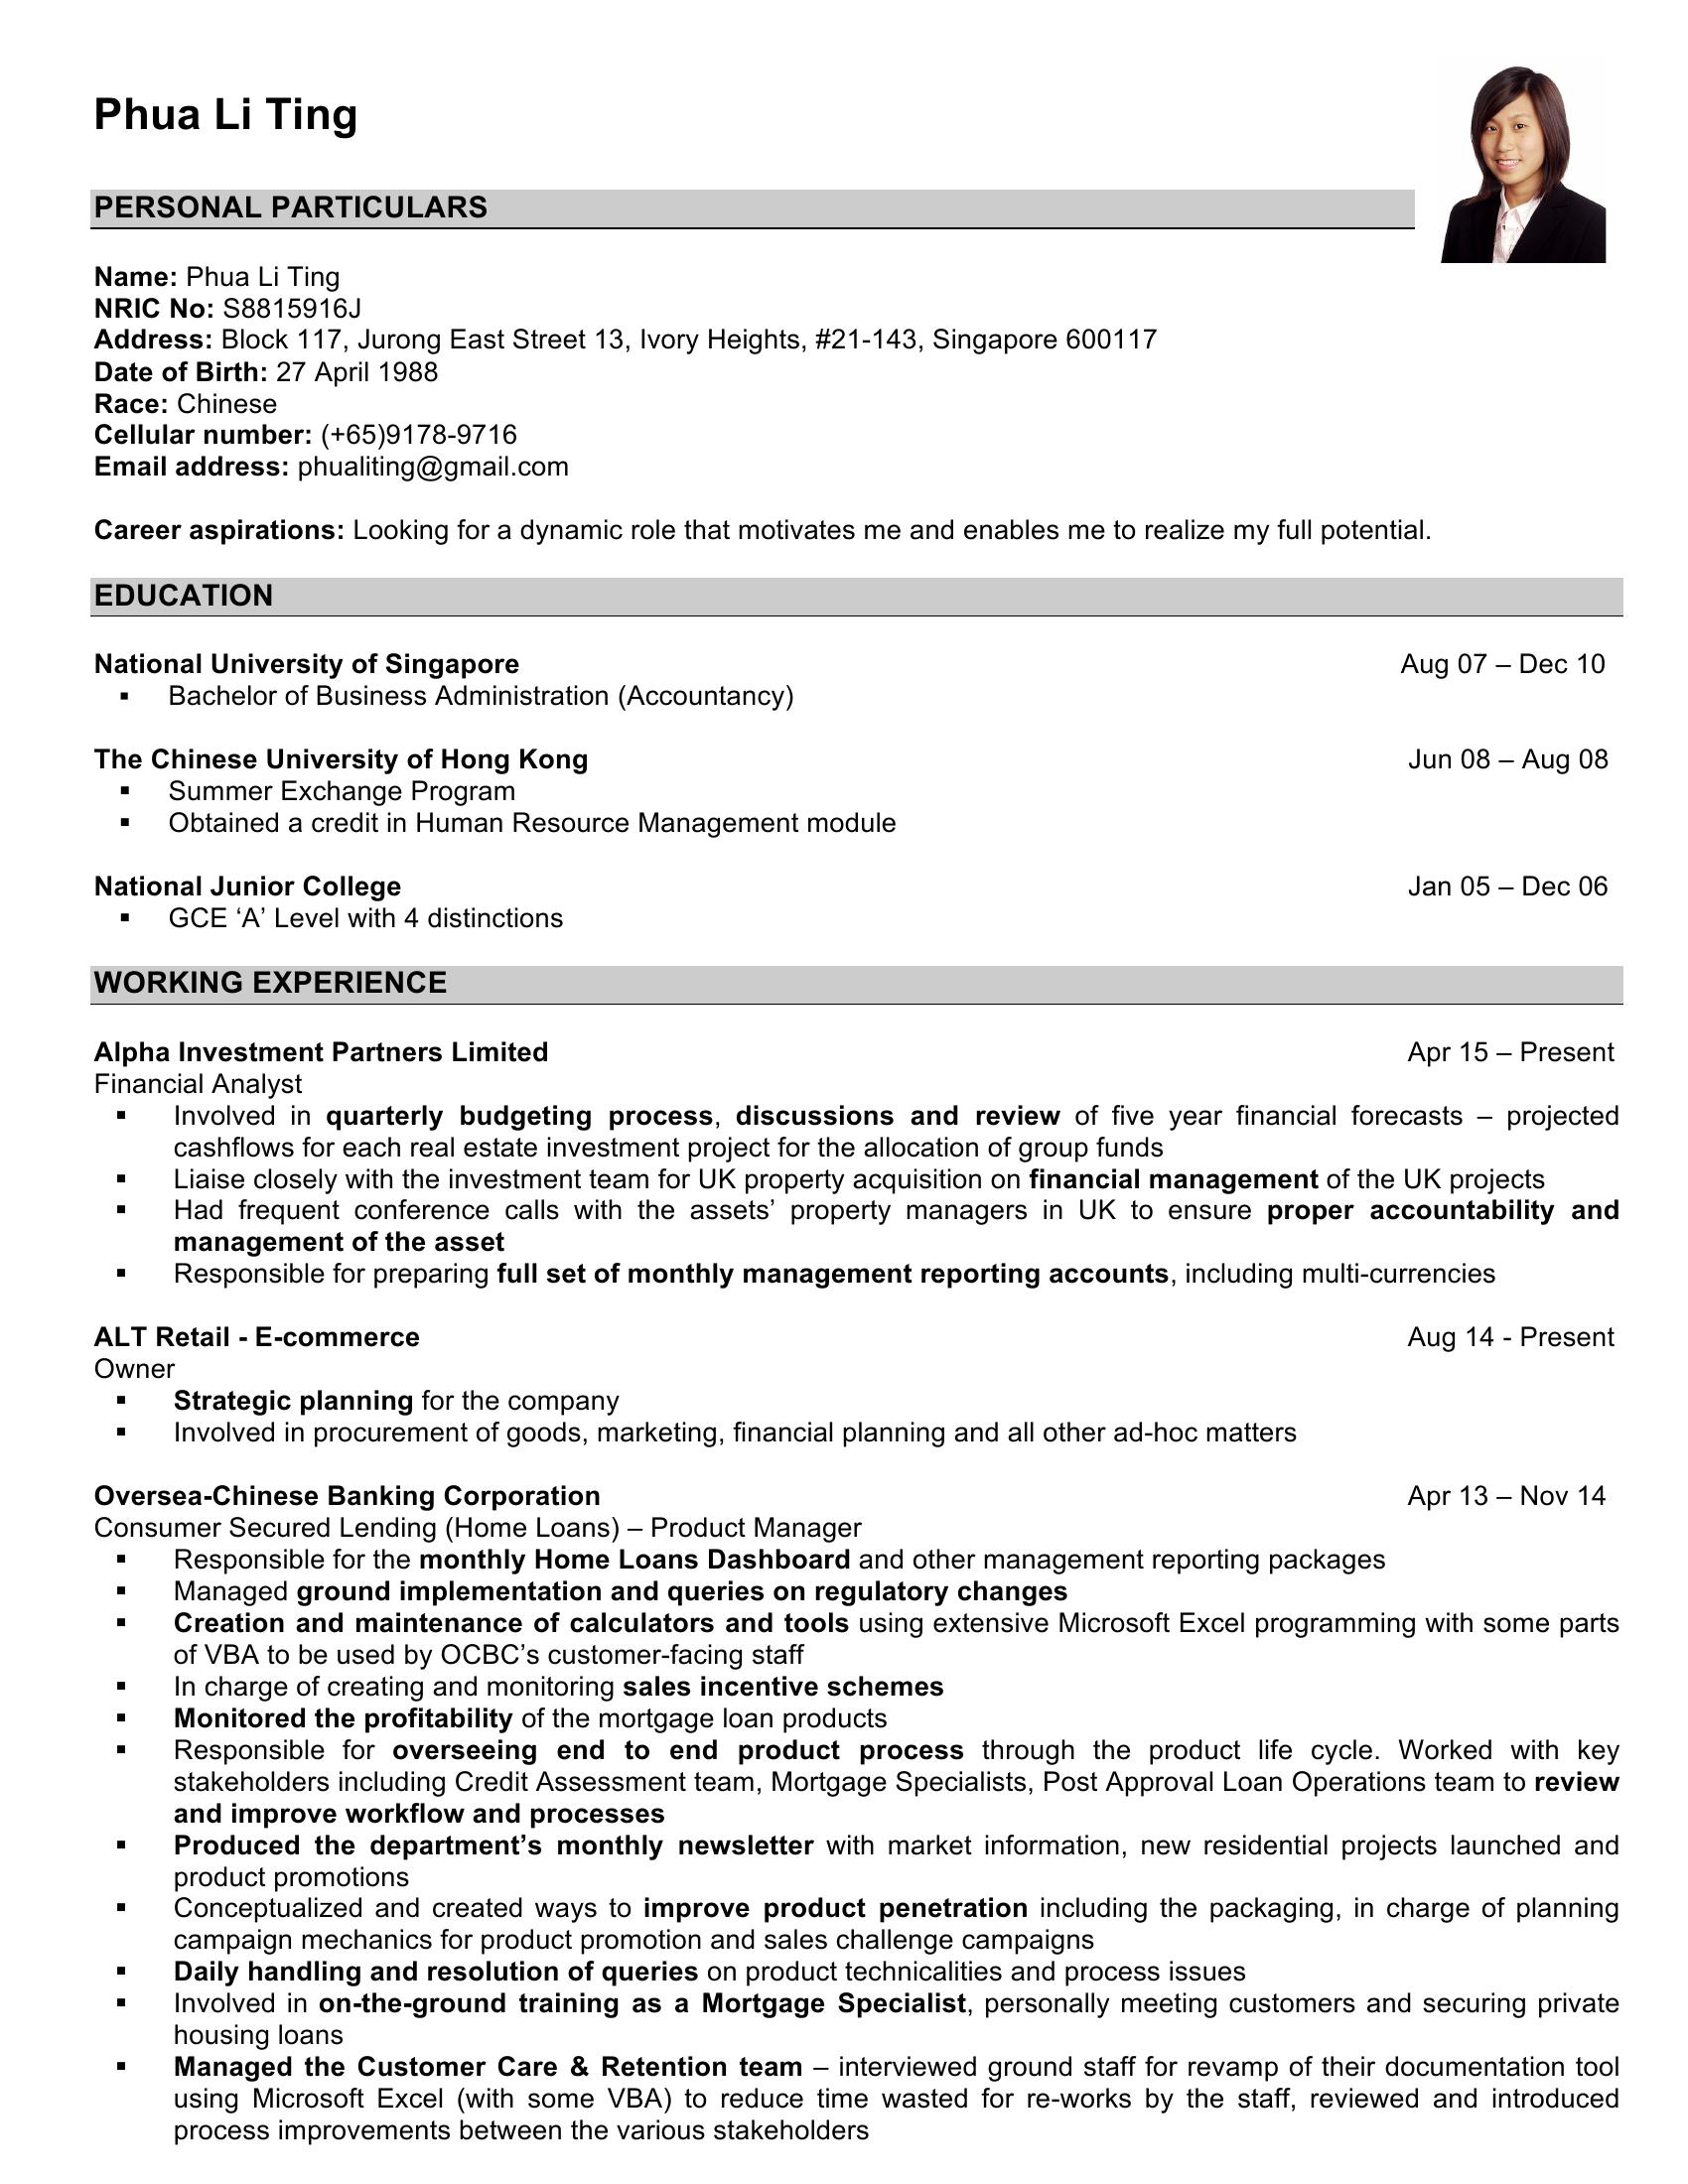 Phua Li Ting
PERSONAL PARTICULARS
Name: Phua Li Ting
NRIC No: S8815916J
Address: Block 117, Jurong East Street 13, Ivory Heights, #21-143, Singapore 600117
Date of Birth: 27 April 1988
Race: Chinese
Cellular number: (+65)9178-9716
Email address: phualiting@gmail.com
Career aspirations: Looking for a dynamic role that motivates me and enables me to realize my full potential.
EDUCATION
National University of Singapore Aug 07 – Dec 10
▪ Bachelor of Business Administration (Accountancy)
The Chinese University of Hong Kong Jun 08 – Aug 08
▪ Summer Exchange Program
▪ Obtained a credit in Human Resource Management module
National Junior College Jan 05 – Dec 06
▪ GCE ‘A’ Level with 4 distinctions
WORKING EXPERIENCE
Alpha Investment Partners Limited Apr 15 – Present
Financial Analyst
▪ Involved in quarterly budgeting process, discussions and review of five year financial forecasts – projected
cashflows for each real estate investment project for the allocation of group funds
▪ Liaise closely with the investment team for UK property acquisition on financial management of the UK projects
▪ Had frequent conference calls with the assets’ property managers in UK to ensure proper accountability and
management of the asset
▪ Responsible for preparing full set of monthly management reporting accounts, including multi-currencies
ALT Retail - E-commerce Aug 14 - Present
Owner
▪ Strategic planning for the company
▪ Involved in procurement of goods, marketing, financial planning and all other ad-hoc matters
Oversea-Chinese Banking Corporation Apr 13 – Nov 14
Consumer Secured Lending (Home Loans) – Product Manager
▪ Responsible for the monthly Home Loans Dashboard and other management reporting packages
▪ Managed ground implementation and queries on regulatory changes
▪ Creation and maintenance of calculators and tools using extensive Microsoft Excel programming with some parts
of VBA to be used by OCBC’s customer-facing staff
▪ In charge of creating and monitoring sales incentive schemes
▪ Monitored the profitability of the mortgage loan products
▪ Responsible for overseeing end to end product process through the product life cycle. Worked with key
stakeholders including Credit Assessment team, Mortgage Specialists, Post Approval Loan Operations team to review
and improve workflow and processes
▪ Produced the department’s monthly newsletter with market information, new residential projects launched and
product promotions
▪ Conceptualized and created ways to improve product penetration including the packaging, in charge of planning
campaign mechanics for product promotion and sales challenge campaigns
▪ Daily handling and resolution of queries on product technicalities and process issues
▪ Involved in on-the-ground training as a Mortgage Specialist, personally meeting customers and securing private
housing loans
▪ Managed the Customer Care & Retention team – interviewed ground staff for revamp of their documentation tool
using Microsoft Excel (with some VBA) to reduce time wasted for re-works by the staff, reviewed and introduced
process improvements between the various stakeholders